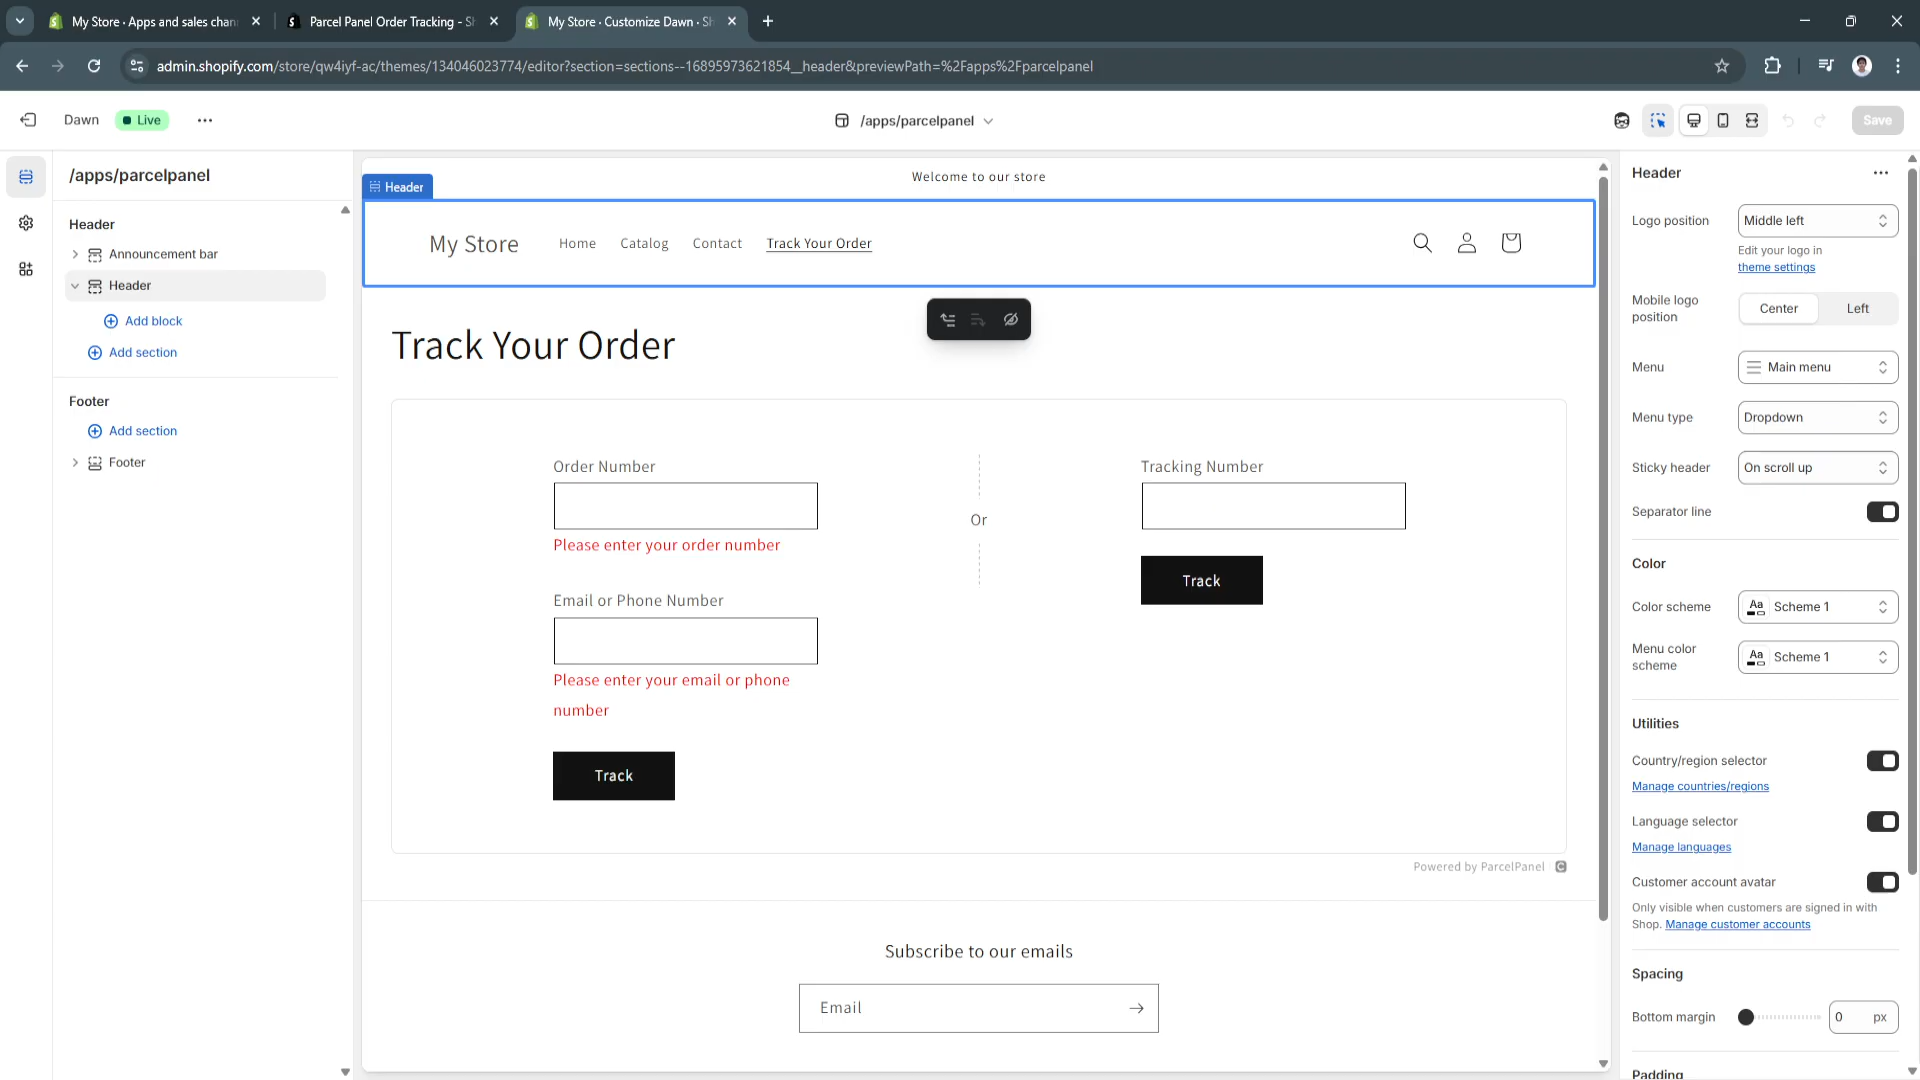 My Store · Apps and sales chan
Parcel Panel Order Tracking - Sh
My Store · Customize Dawn · Sh
admin.shopify.com/store/qw4iyf-ac/themes/134046023774/editor?section=sections--16895973621854__header&previewPath=%2Fapps%2Fparcelpanel
Dawn
Live
/apps/parcelpanel
Save
/apps/parcelpanel
Header
Announcement bar
Header
Add block
Add section
Footer
Add section
Footer
Welcome to our store
Header
My Store
Home
Catalog
Contact
Track Your Order
Track Your Order
Order Number
Please enter your order number
Email or Phone Number
Please enter your email or phone
number
Track
Or
Tracking Number
Track
Powered by ParcelPanel
Subscribe to our emails
Email
Header
Logo position
Middle left
Edit your logo in
theme settings
Mobile logo
position
Center
Left
Menu
Main menu
Menu type
Dropdown
Sticky header
On scroll up
Separator line
Color
Color scheme
Aa
Scheme 1
Menu color
scheme
Aa
Scheme 1
Utilities
Country/region selector
Manage countries/regions
Language selector
Manage languages
Customer account avatar
Only visible when customers are signed in with
Shop. Manage customer accounts
Spacing
Bottom margin
0
px
Padding